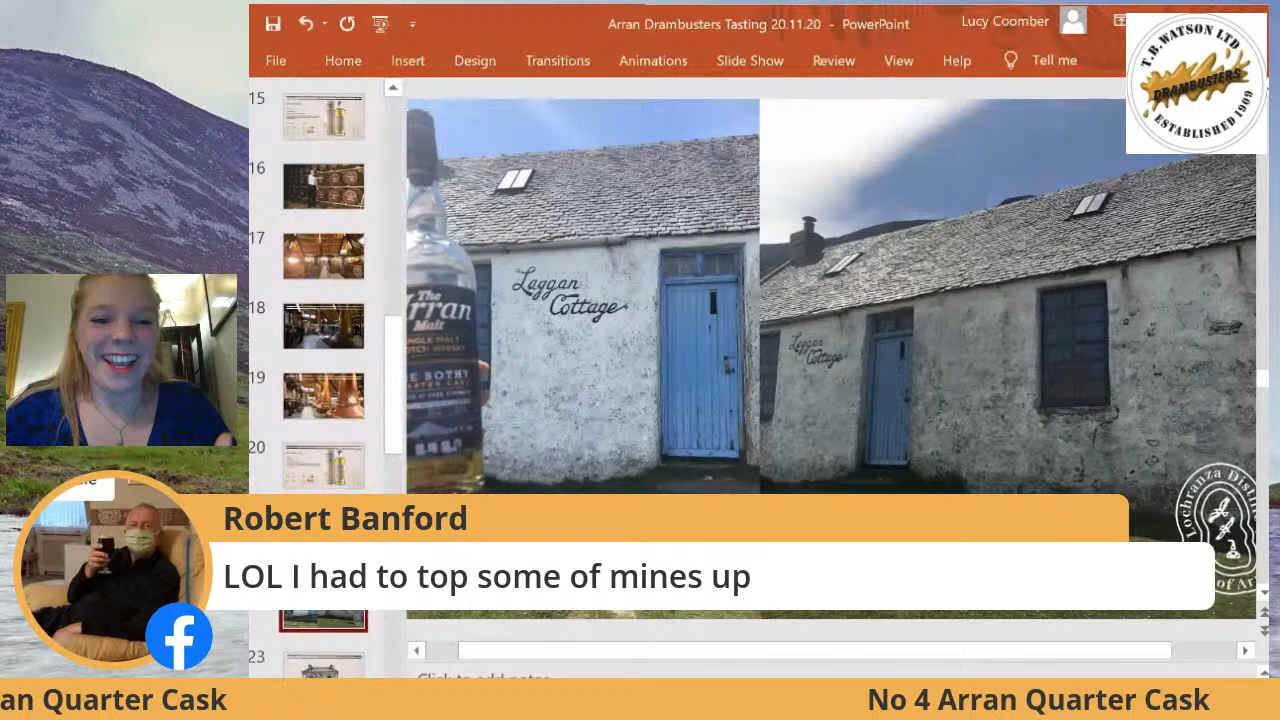 Arran Drambusters Tasting 20.11.20 - PowerPoint
Lucy Coomber
File Home Insert Design Transitions Animations Slide Show Review View Help Tell me
T.B.WATSON LTD
DRAMBUSTERS
ESTABLISHED 1909
15
16
17
18
19
20
23
Laggan
Cottage
Laggan
Cottage
The
Arran
Malt
SINGLE MALT
SCOTCH WHISKY
Robert Banford
LOL I had to top some of mines up
an Quarter Cask
No 4 Arran Quarter Cask